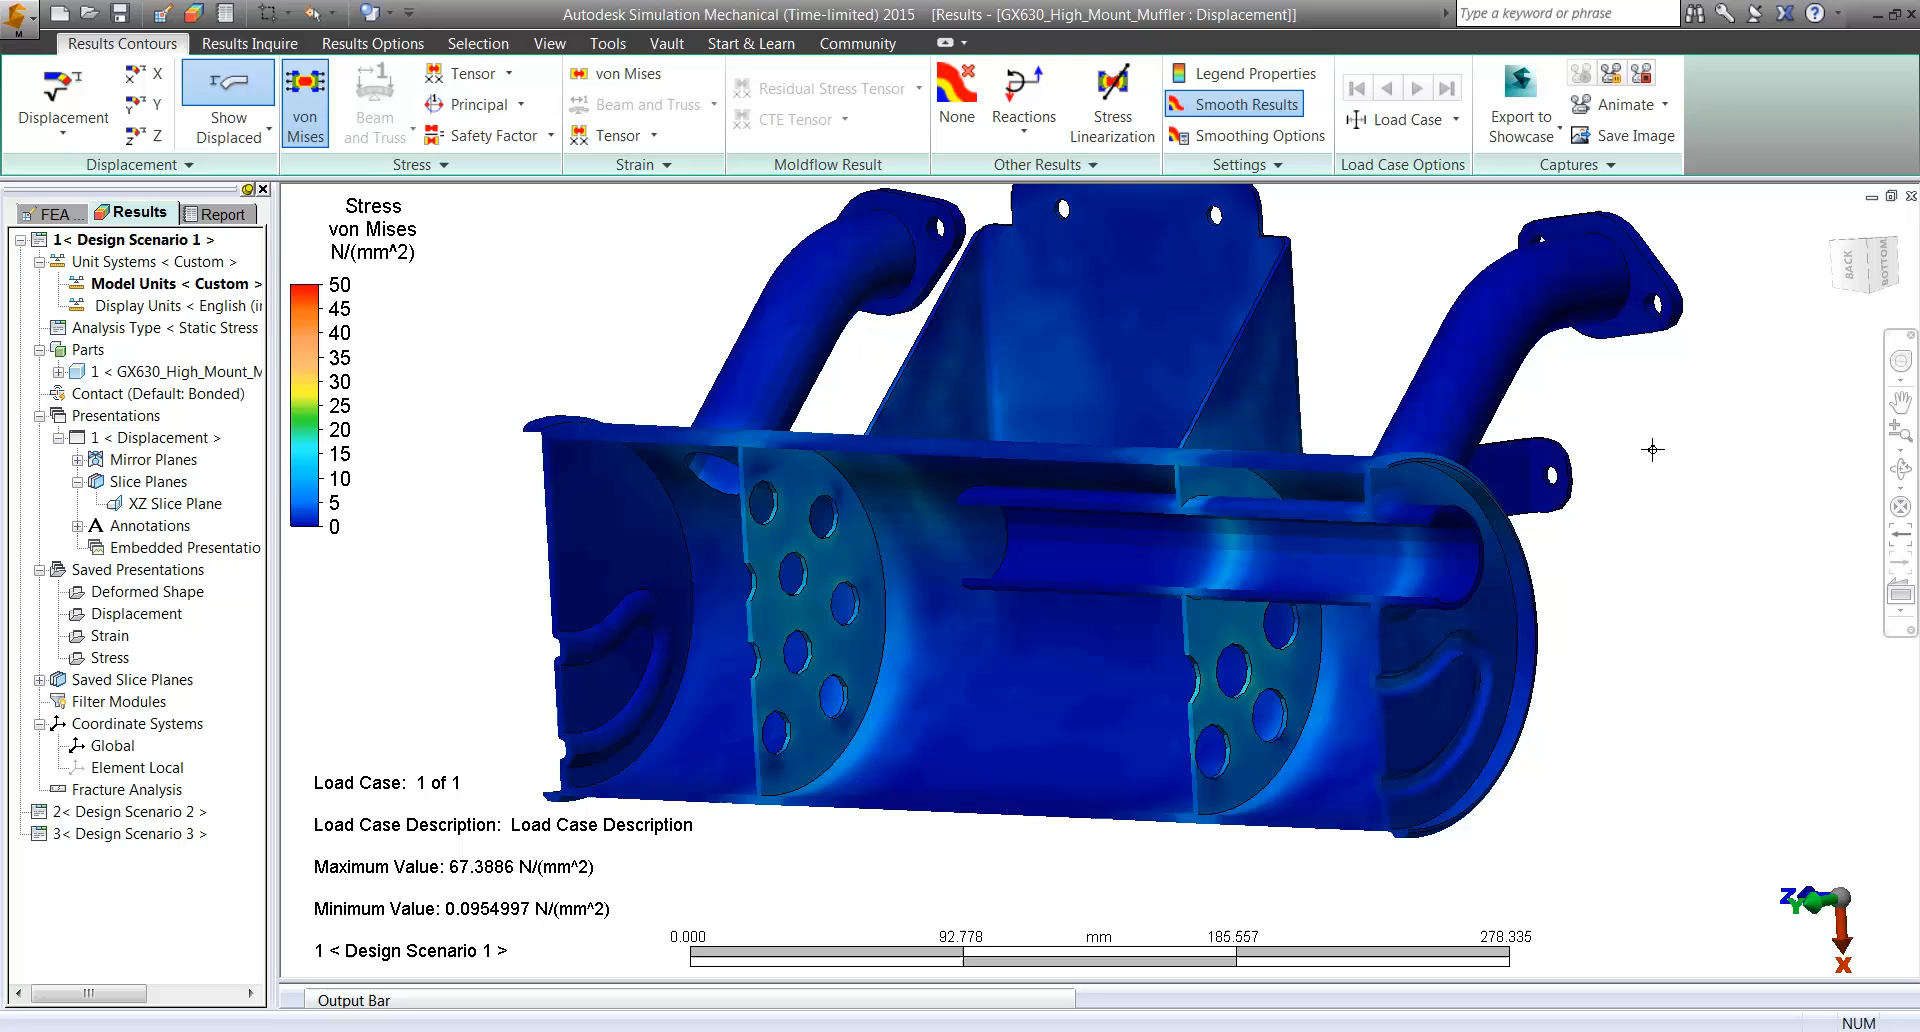 Autodesk Simulation Mechanical (Time-limited) 2015 [Results - [GX630_High_Mount_Muffler : Displacement]]
Type a keyword or phrase
M
Results Contours Results Inquire Results Options Selection View Tools Vault Start & Learn Community
Displacement
X
Y
Z
Show Displaced
Displacement
von Mises
Beam and Truss
Tensor
Principal
Safety Factor
Stress
von Mises
Beam and Truss
Tensor
Strain
Residual Stress Tensor
CTE Tensor
Moldflow Result
None
Reactions
Stress Linearization
Other Results
Legend Properties
Smooth Results
Smoothing Options
Settings
Load Case
Load Case Options
Export to Showcase
Animate
Save Image
Captures
FEA ... Results Report
1< Design Scenario 1 >
Unit Systems < Custom >
Model Units < Custom >
Display Units < English (in
Analysis Type < Static Stress
Parts
1 < GX630_High_Mount_M
Contact (Default: Bonded)
Presentations
1 < Displacement >
Mirror Planes
Slice Planes
XZ Slice Plane
A Annotations
Embedded Presentatio
Saved Presentations
Deformed Shape
Displacement
Strain
Stress
Saved Slice Planes
Filter Modules
Coordinate Systems
Global
Element Local
Fracture Analysis
2< Design Scenario 2 >
3< Design Scenario 3 >
Stress
von Mises
N/(mm^2)
50
45
40
35
30
25
20
15
10
5
0
BACK
BOTTOM
Load Case: 1 of 1
Load Case Description: Load Case Description
Maximum Value: 67.3886 N/(mm^2)
Minimum Value: 0.0954997 N/(mm^2)
1 < Design Scenario 1 >
0.000 92.778 mm 185.557 278.335
Z
Y
X
Output Bar
NUM